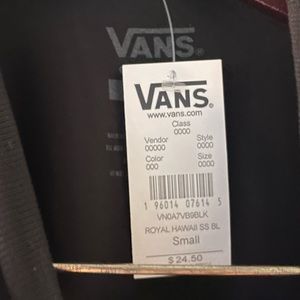 VANS®
VANS®
www.vans.com
Class
0000
Vendor Style
00000 0000
Color Size
000 0000
1 96014 07614 5
VN0A7VB9BLK
ROYAL HAWAII SS BL
Small
$ 24.50